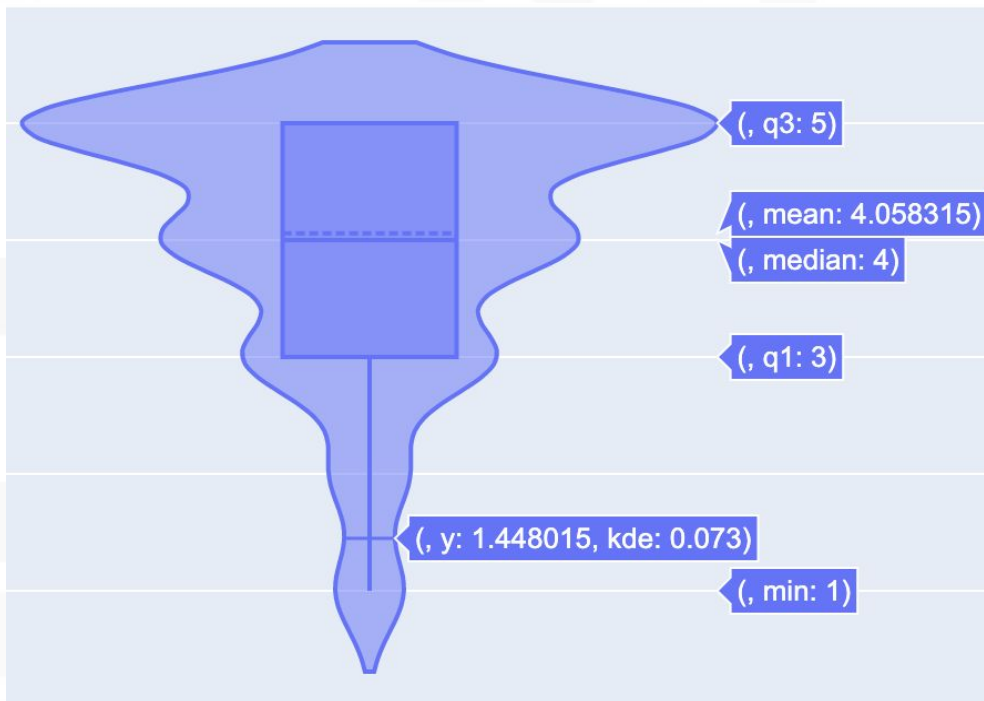 (, q3: 5)
(, mean: 4.058315)
(, median: 4)
(, q1: 3)
(, y: 1.448015, kde: 0.073)
(, min: 1)